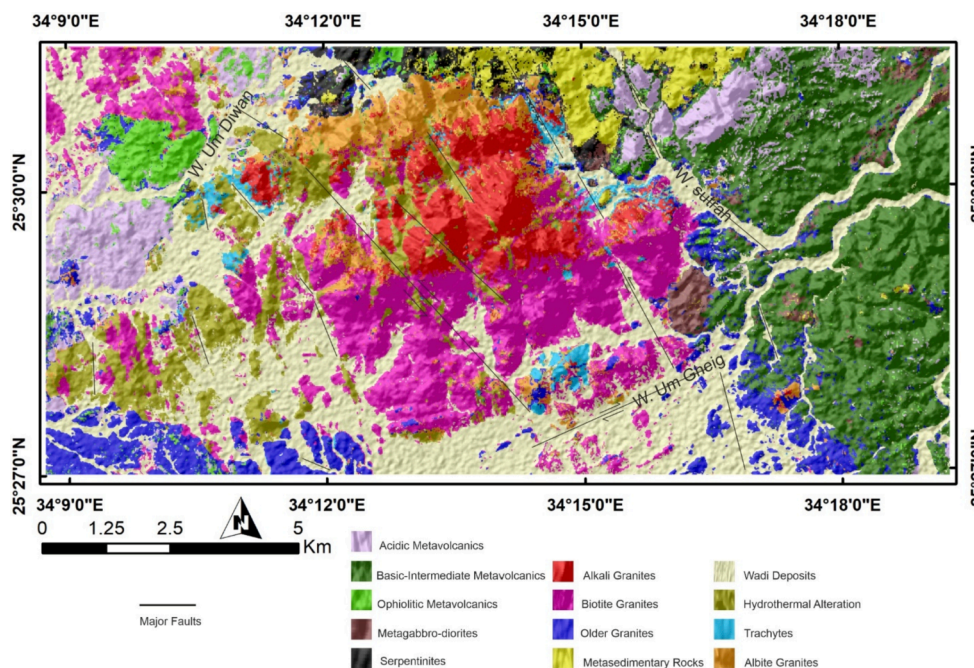 34°9'0"E 34°12'0"E 34°15'0"E 34°18'0"E
25°30'0"N
25°27'0"N
W. Um Diwan
W. sutrah
W. Um Gheig
34°9'0"E 34°12'0"E 34°15'0"E 34°18'0"E
0 1.25 2.5 5
Km
N
Major Faults
Acidic Metavolcanics
Basic-Intermediate Metavolcanics
Ophiolitic Metavolcanics
Metagabbro-diorites
Serpentinites
Alkali Granites
Biotite Granites
Older Granites
Metasedimentary Rocks
Wadi Deposits
Hydrothermal Alteration
Trachytes
Albite Granites